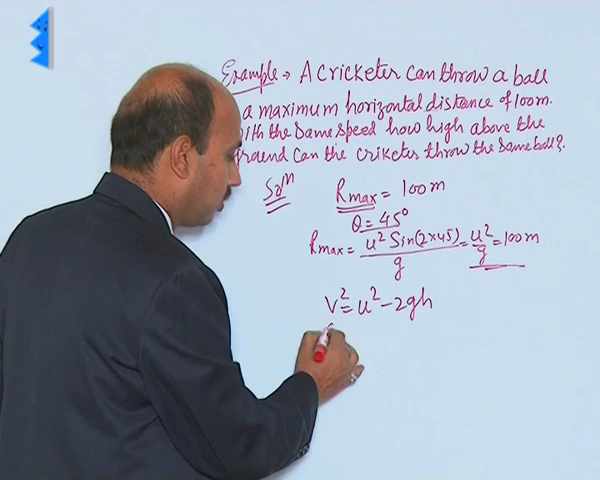 Example → A cricketer can throw a ball
a maximum horizontal distance of 100m.
with the same speed how high above the
ground can the criketer throw the same ball?
Solⁿ Rmax = 100m
θ = 45°
Rmax = u² Sin(2×45)/g = u²/g = 100m
v² = u² - 2gh